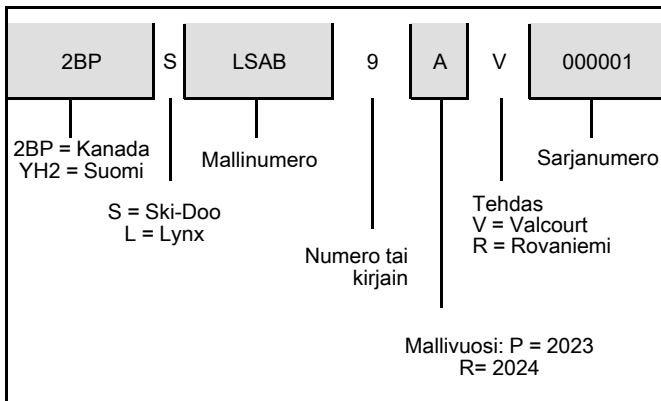 2BP S LSAB 9 A V 000001
2BP = Kanada
YH2 = Suomi
Mallinumero
Sarjanumero
S = Ski-Doo
L = Lynx
Tehdas
V = Valcourt
R = Rovaniemi
Numero tai
kirjain
Mallivuosi: P = 2023
R= 2024